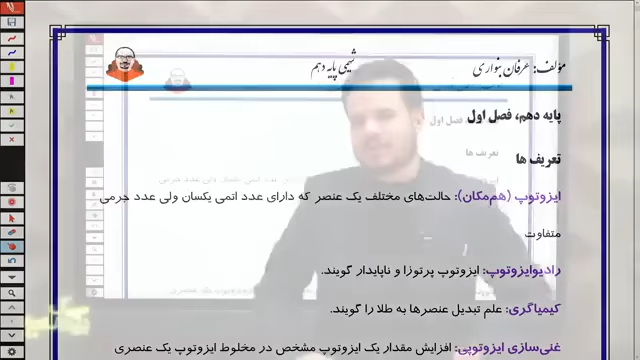 مؤلف: عرفان بنواری
شیمی پایه دهم
پایه دهم، فصل اول
تعریف ها
ایزوتوپ (هم‌مکان): حالت‌های مختلف یک عنصر که دارای عدد اتمی یکسان ولی عدد جرمی
متفاوت
رادیوایزوتوپ: ایزوتوپ پرتوزا و ناپایدار گویند.
کیمیاگری: علم تبدیل عنصرها به طلا را گویند.
غنی‌سازی ایزوتوپی: افزایش مقدار یک ایزوتوپ مشخص در مخلوط ایزوتوپ یک عنصری